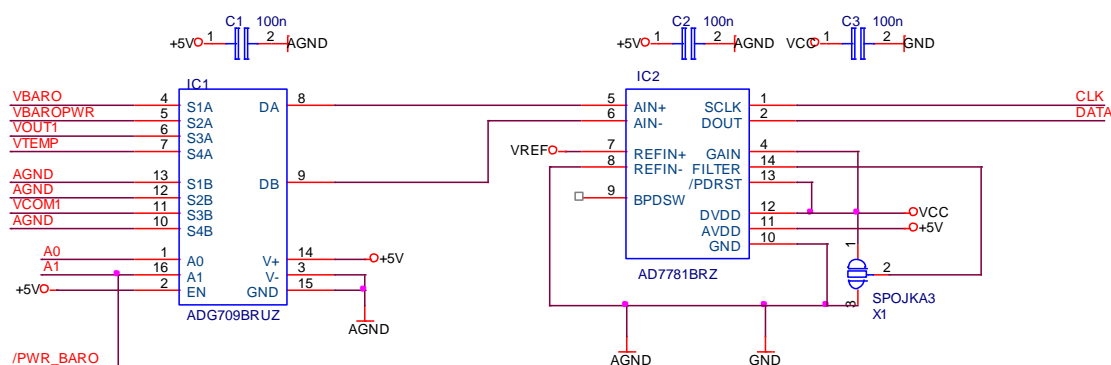 C1 100n
+5V 1 2 AGND
C2 100n
+5V 1 2 AGND
C3 100n
VCC 1 2 GND
IC1
VBARO 4 S1A DA 8
VBAROPWR 5 S2A
VOUT1 6 S3A
VTEMP 7 S4A
AGND 13 S1B DB 9
AGND 12 S2B
VCOM1 11 S3B
AGND 10 S4B
A0 1 A0 V+ 14 +5V
A1 16 A1 V- 3
+5V 2 EN GND 15
ADG709BRUZ
AGND
/PWR_BARO
IC2
5 AIN+ SCLK 1 CLK
6 AIN- DOUT 2 DATA
VREF 7 REFIN+ GAIN 4
8 REFIN- FILTER 14
/PDRST 13
9 BPDSW
DVDD 12 VCC
AVDD 11 +5V
GND 10
AD7781BRZ
1
2
3
SPOJKA3
X1
AGND
GND